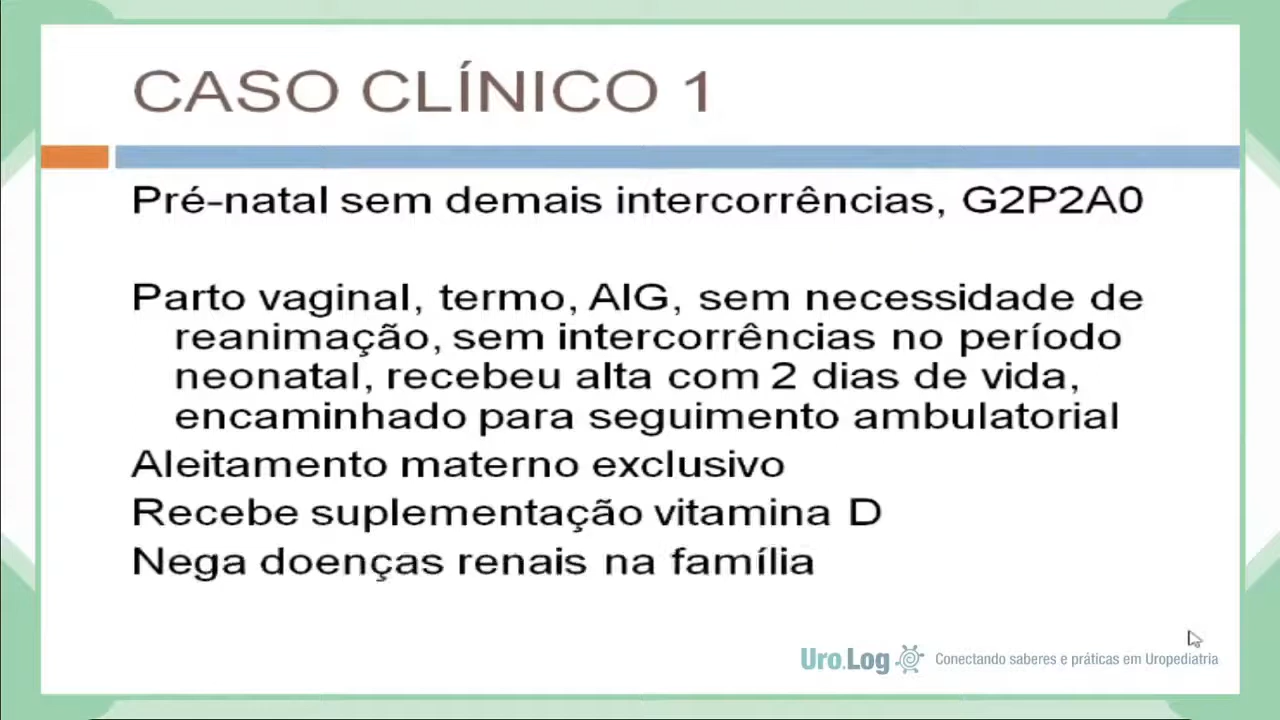 CASO CLÍNICO 1
Pré-natal sem demais intercorrências, G2P2A0
Parto vaginal, termo, AIG, sem necessidade de
reanimação, sem intercorrências no período
neonatal, recebeu alta com 2 dias de vida,
encaminhado para seguimento ambulatorial
Aleitamento materno exclusivo
Recebe suplementação vitamina D
Nega doenças renais na família
Uro.Log Conectando saberes e práticas em Uropediatria